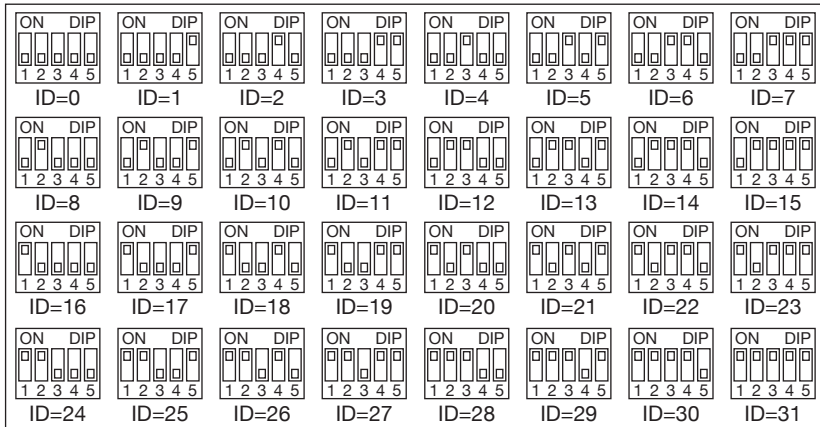 ON DIP ON DIP ON DIP ON DIP ON DIP ON DIP ON DIP ON DIP
1 2 3 4 5 1 2 3 4 5 1 2 3 4 5 1 2 3 4 5 1 2 3 4 5 1 2 3 4 5 1 2 3 4 5 1 2 3 4 5
ID=0 ID=1 ID=2 ID=3 ID=4 ID=5 ID=6 ID=7
ON DIP ON DIP ON DIP ON DIP ON DIP ON DIP ON DIP ON DIP
1 2 3 4 5 1 2 3 4 5 1 2 3 4 5 1 2 3 4 5 1 2 3 4 5 1 2 3 4 5 1 2 3 4 5 1 2 3 4 5
ID=8 ID=9 ID=10 ID=11 ID=12 ID=13 ID=14 ID=15
ON DIP ON DIP ON DIP ON DIP ON DIP ON DIP ON DIP ON DIP
1 2 3 4 5 1 2 3 4 5 1 2 3 4 5 1 2 3 4 5 1 2 3 4 5 1 2 3 4 5 1 2 3 4 5 1 2 3 4 5
ID=16 ID=17 ID=18 ID=19 ID=20 ID=21 ID=22 ID=23
ON DIP ON DIP ON DIP ON DIP ON DIP ON DIP ON DIP ON DIP
1 2 3 4 5 1 2 3 4 5 1 2 3 4 5 1 2 3 4 5 1 2 3 4 5 1 2 3 4 5 1 2 3 4 5 1 2 3 4 5
ID=24 ID=25 ID=26 ID=27 ID=28 ID=29 ID=30 ID=31